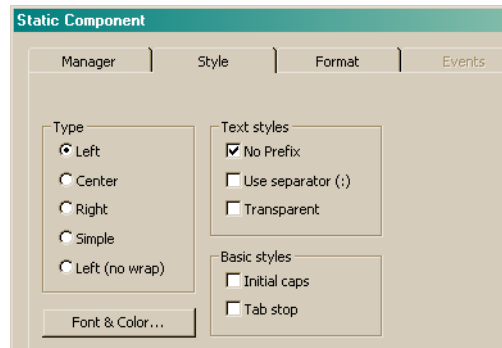 Static Component
Manager Style Format Events
Type
Left
Center
Right
Simple
Left (no wrap)
Font & Color...
Text styles
No Prefix
Use separator (:)
Transparent
Basic styles
Initial caps
Tab stop